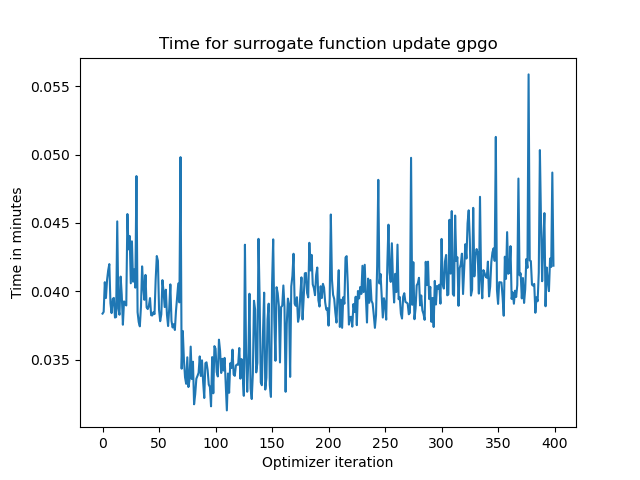 Time for surrogate function update gpgo
0.055
0.050
0.045
0.040
0.035
Time in minutes
0 50 100 150 200 250 300 350 400
Optimizer iteration